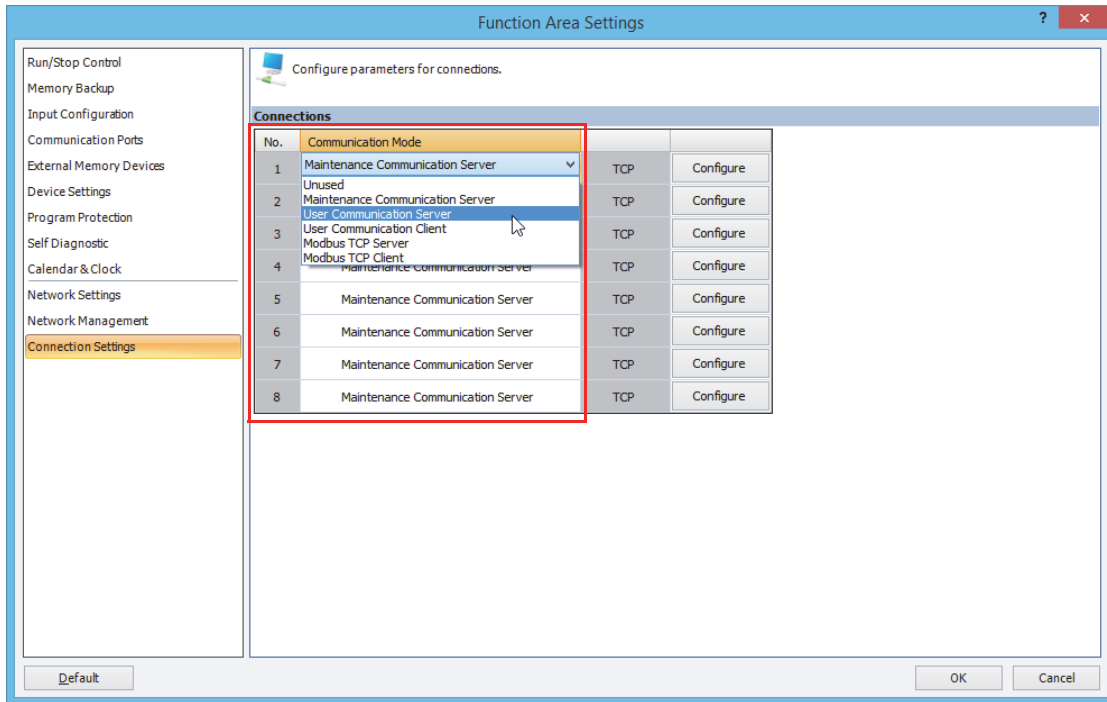 Function Area Settings
?
×
Run/Stop Control
Memory Backup
Input Configuration
Communication Ports
External Memory Devices
Device Settings
Program Protection
Self Diagnostic
Calendar & Clock
Network Settings
Network Management
Connection Settings
Configure parameters for connections.
Connections
No. Communication Mode
1 Maintenance Communication Server TCP Configure
Unused
Maintenance Communication Server
User Communication Server
User Communication Client
Modbus TCP Server
Modbus TCP Client
2 TCP Configure
3 TCP Configure
4 Maintenance Communication Server TCP Configure
5 Maintenance Communication Server TCP Configure
6 Maintenance Communication Server TCP Configure
7 Maintenance Communication Server TCP Configure
8 Maintenance Communication Server TCP Configure
Default OK Cancel